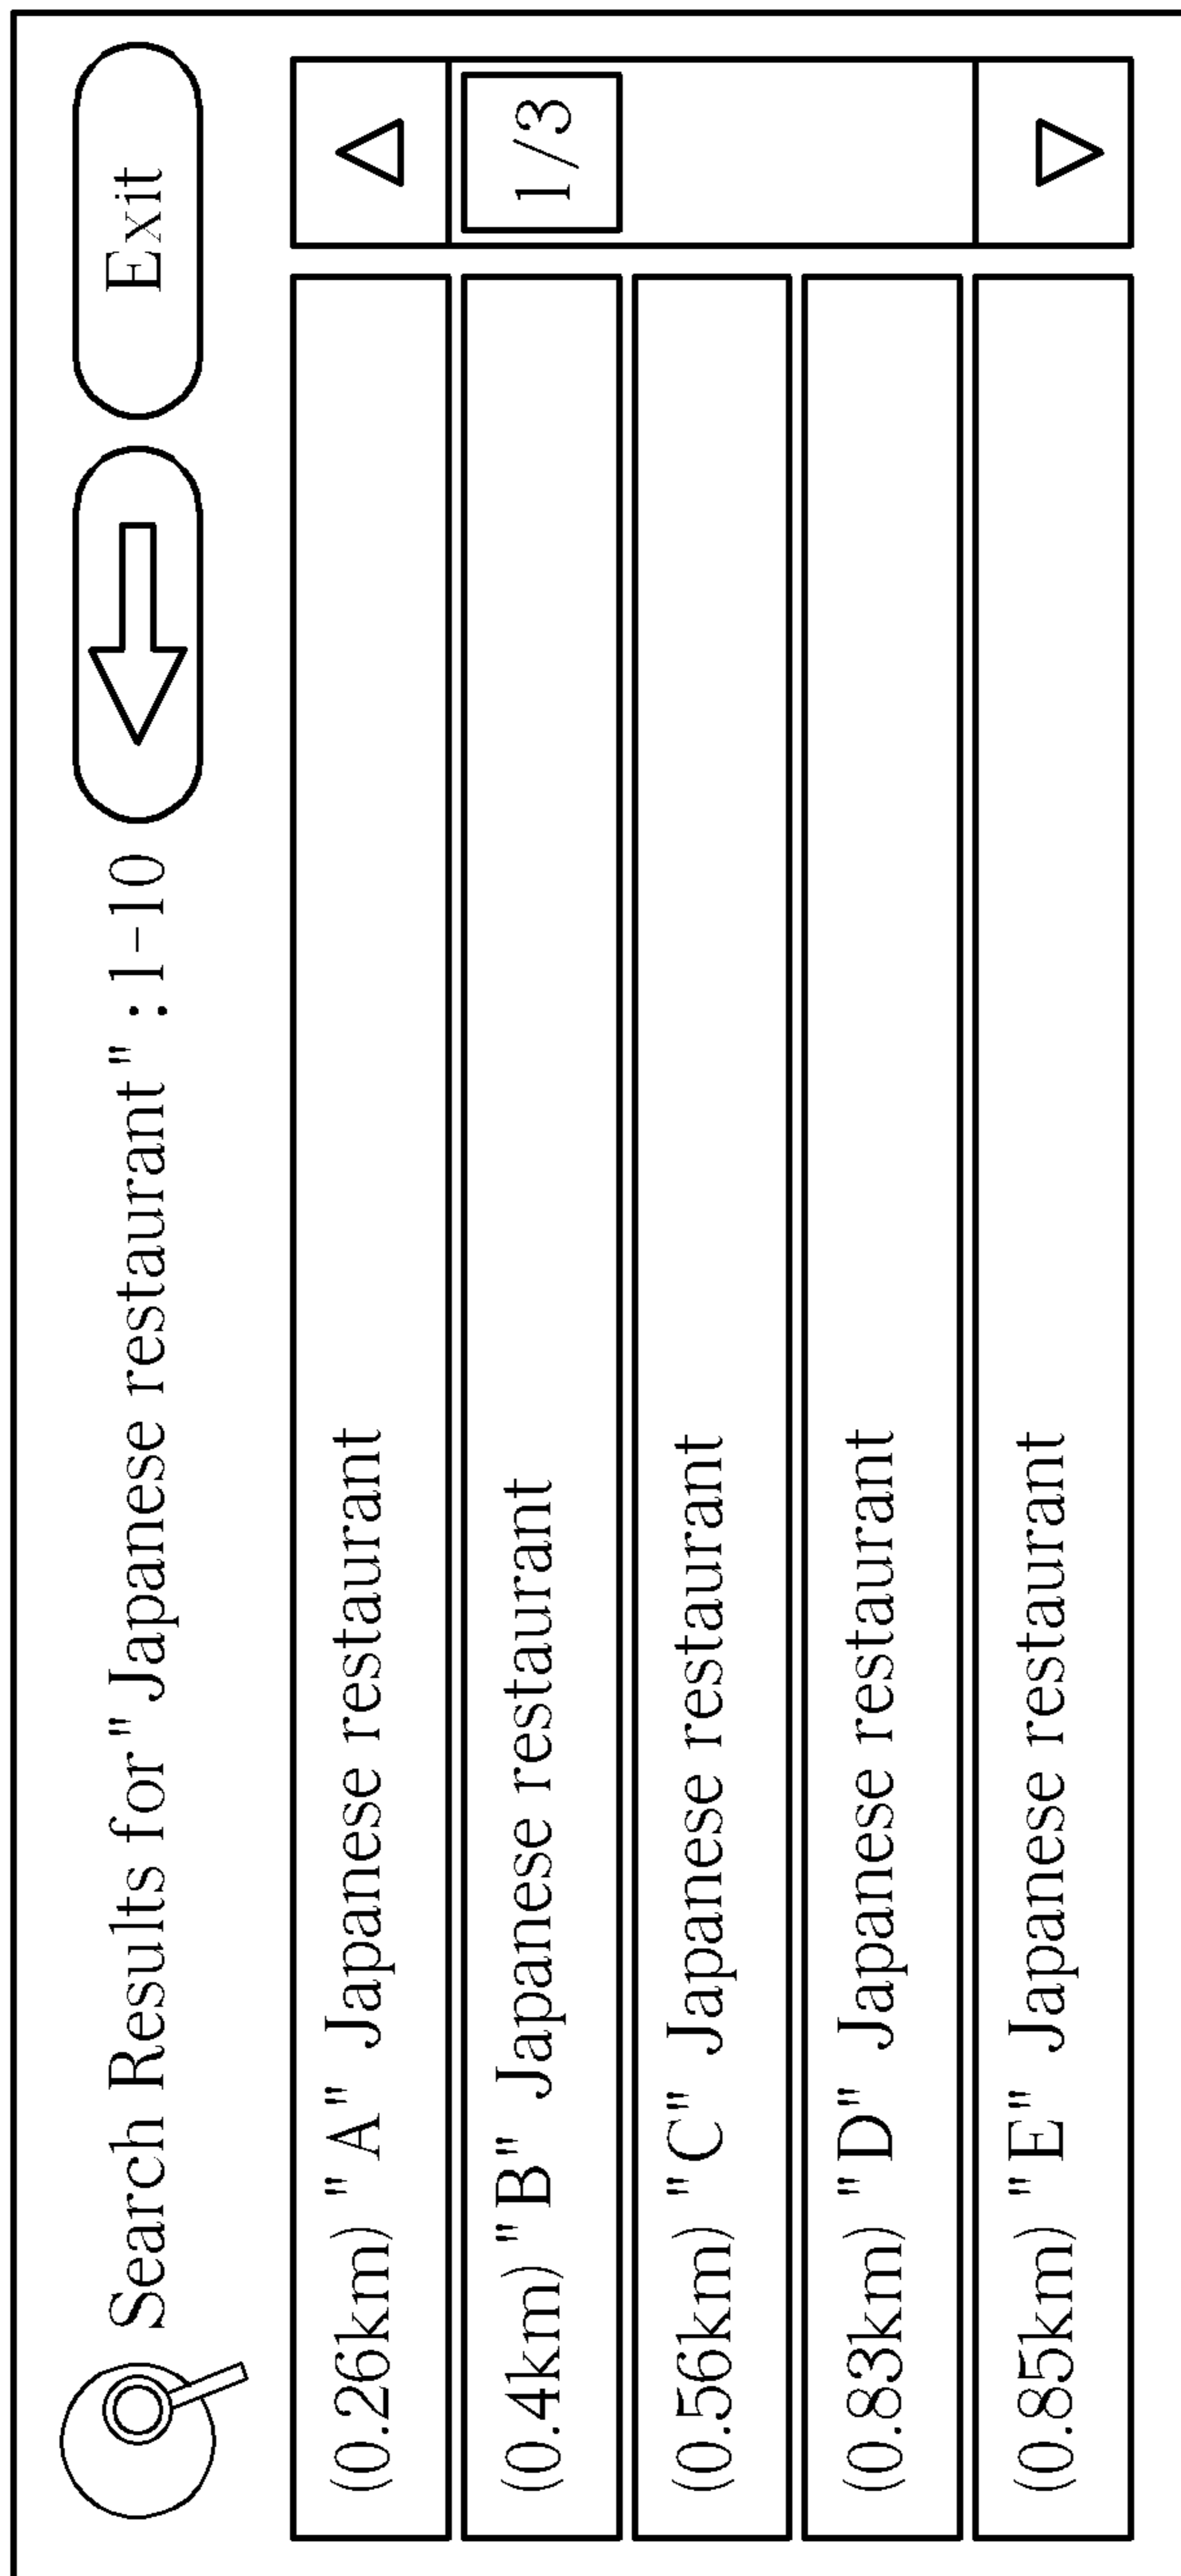 Search Results for "Japanese restaurant" : 1-10
Exit
(0.26km) "A" Japanese restaurant
(0.4km) "B" Japanese restaurant
(0.56km) "C" Japanese restaurant
(0.83km) "D" Japanese restaurant
(0.85km) "E" Japanese restaurant
1/3